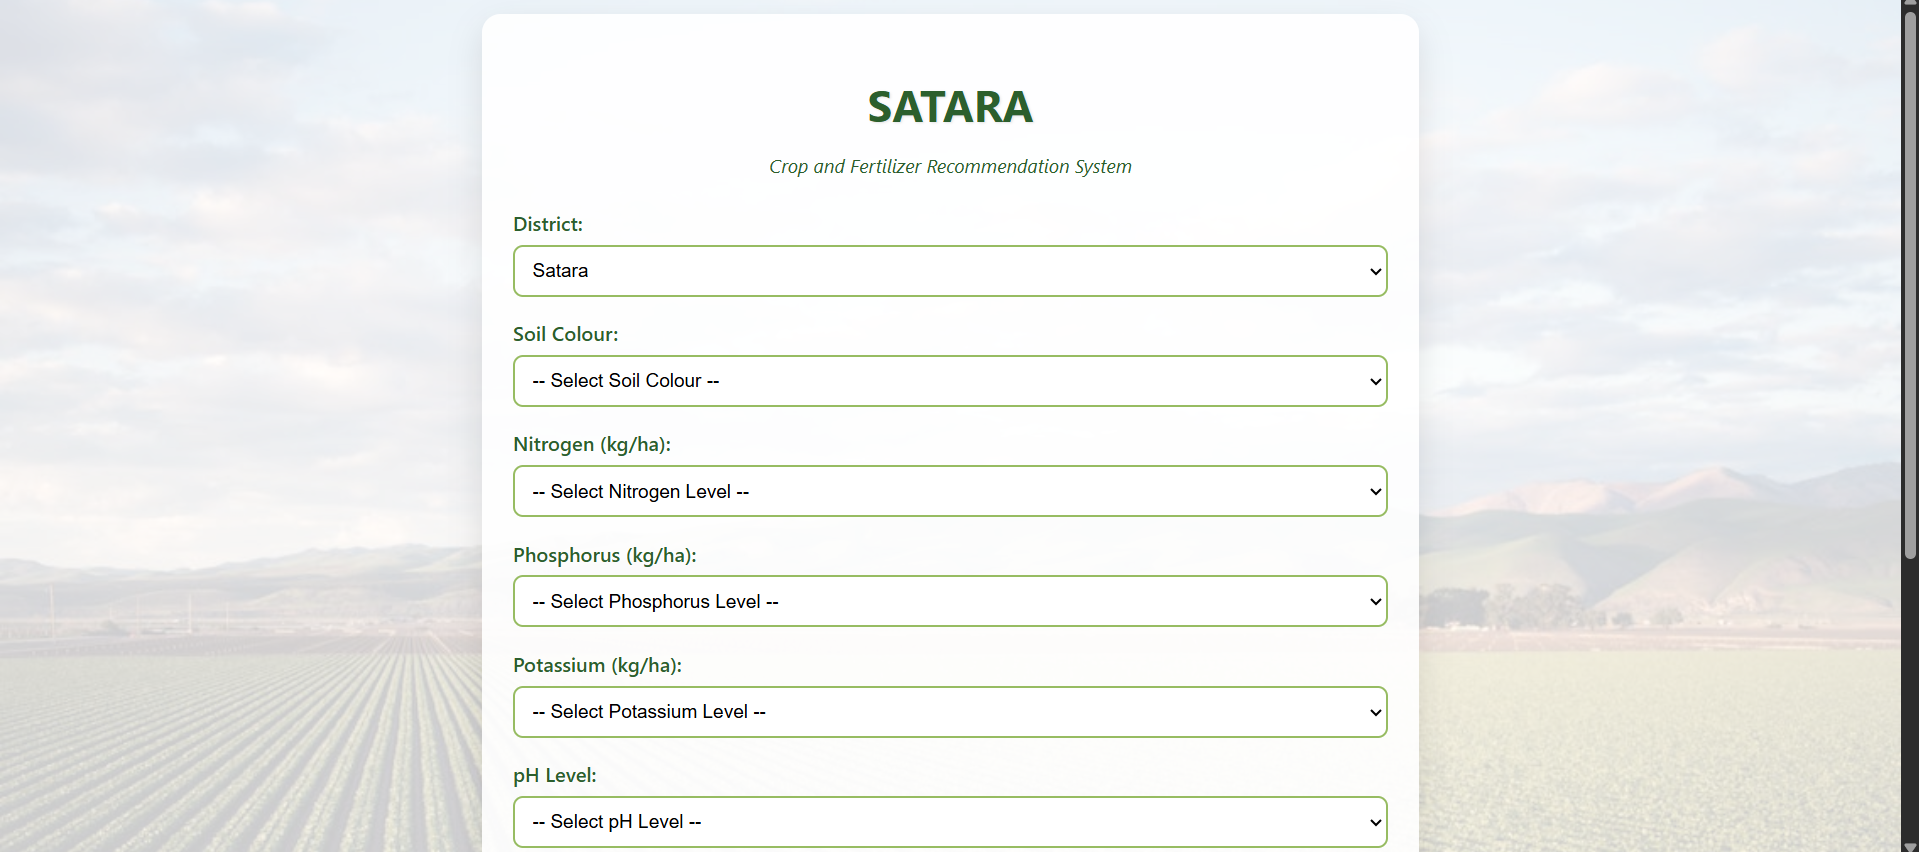 SATARA
Crop and Fertilizer Recommendation System
District:
Satara
Soil Colour:
-- Select Soil Colour --
Nitrogen (kg/ha):
-- Select Nitrogen Level --
Phosphorus (kg/ha):
-- Select Phosphorus Level --
Potassium (kg/ha):
-- Select Potassium Level --
pH Level:
-- Select pH Level --